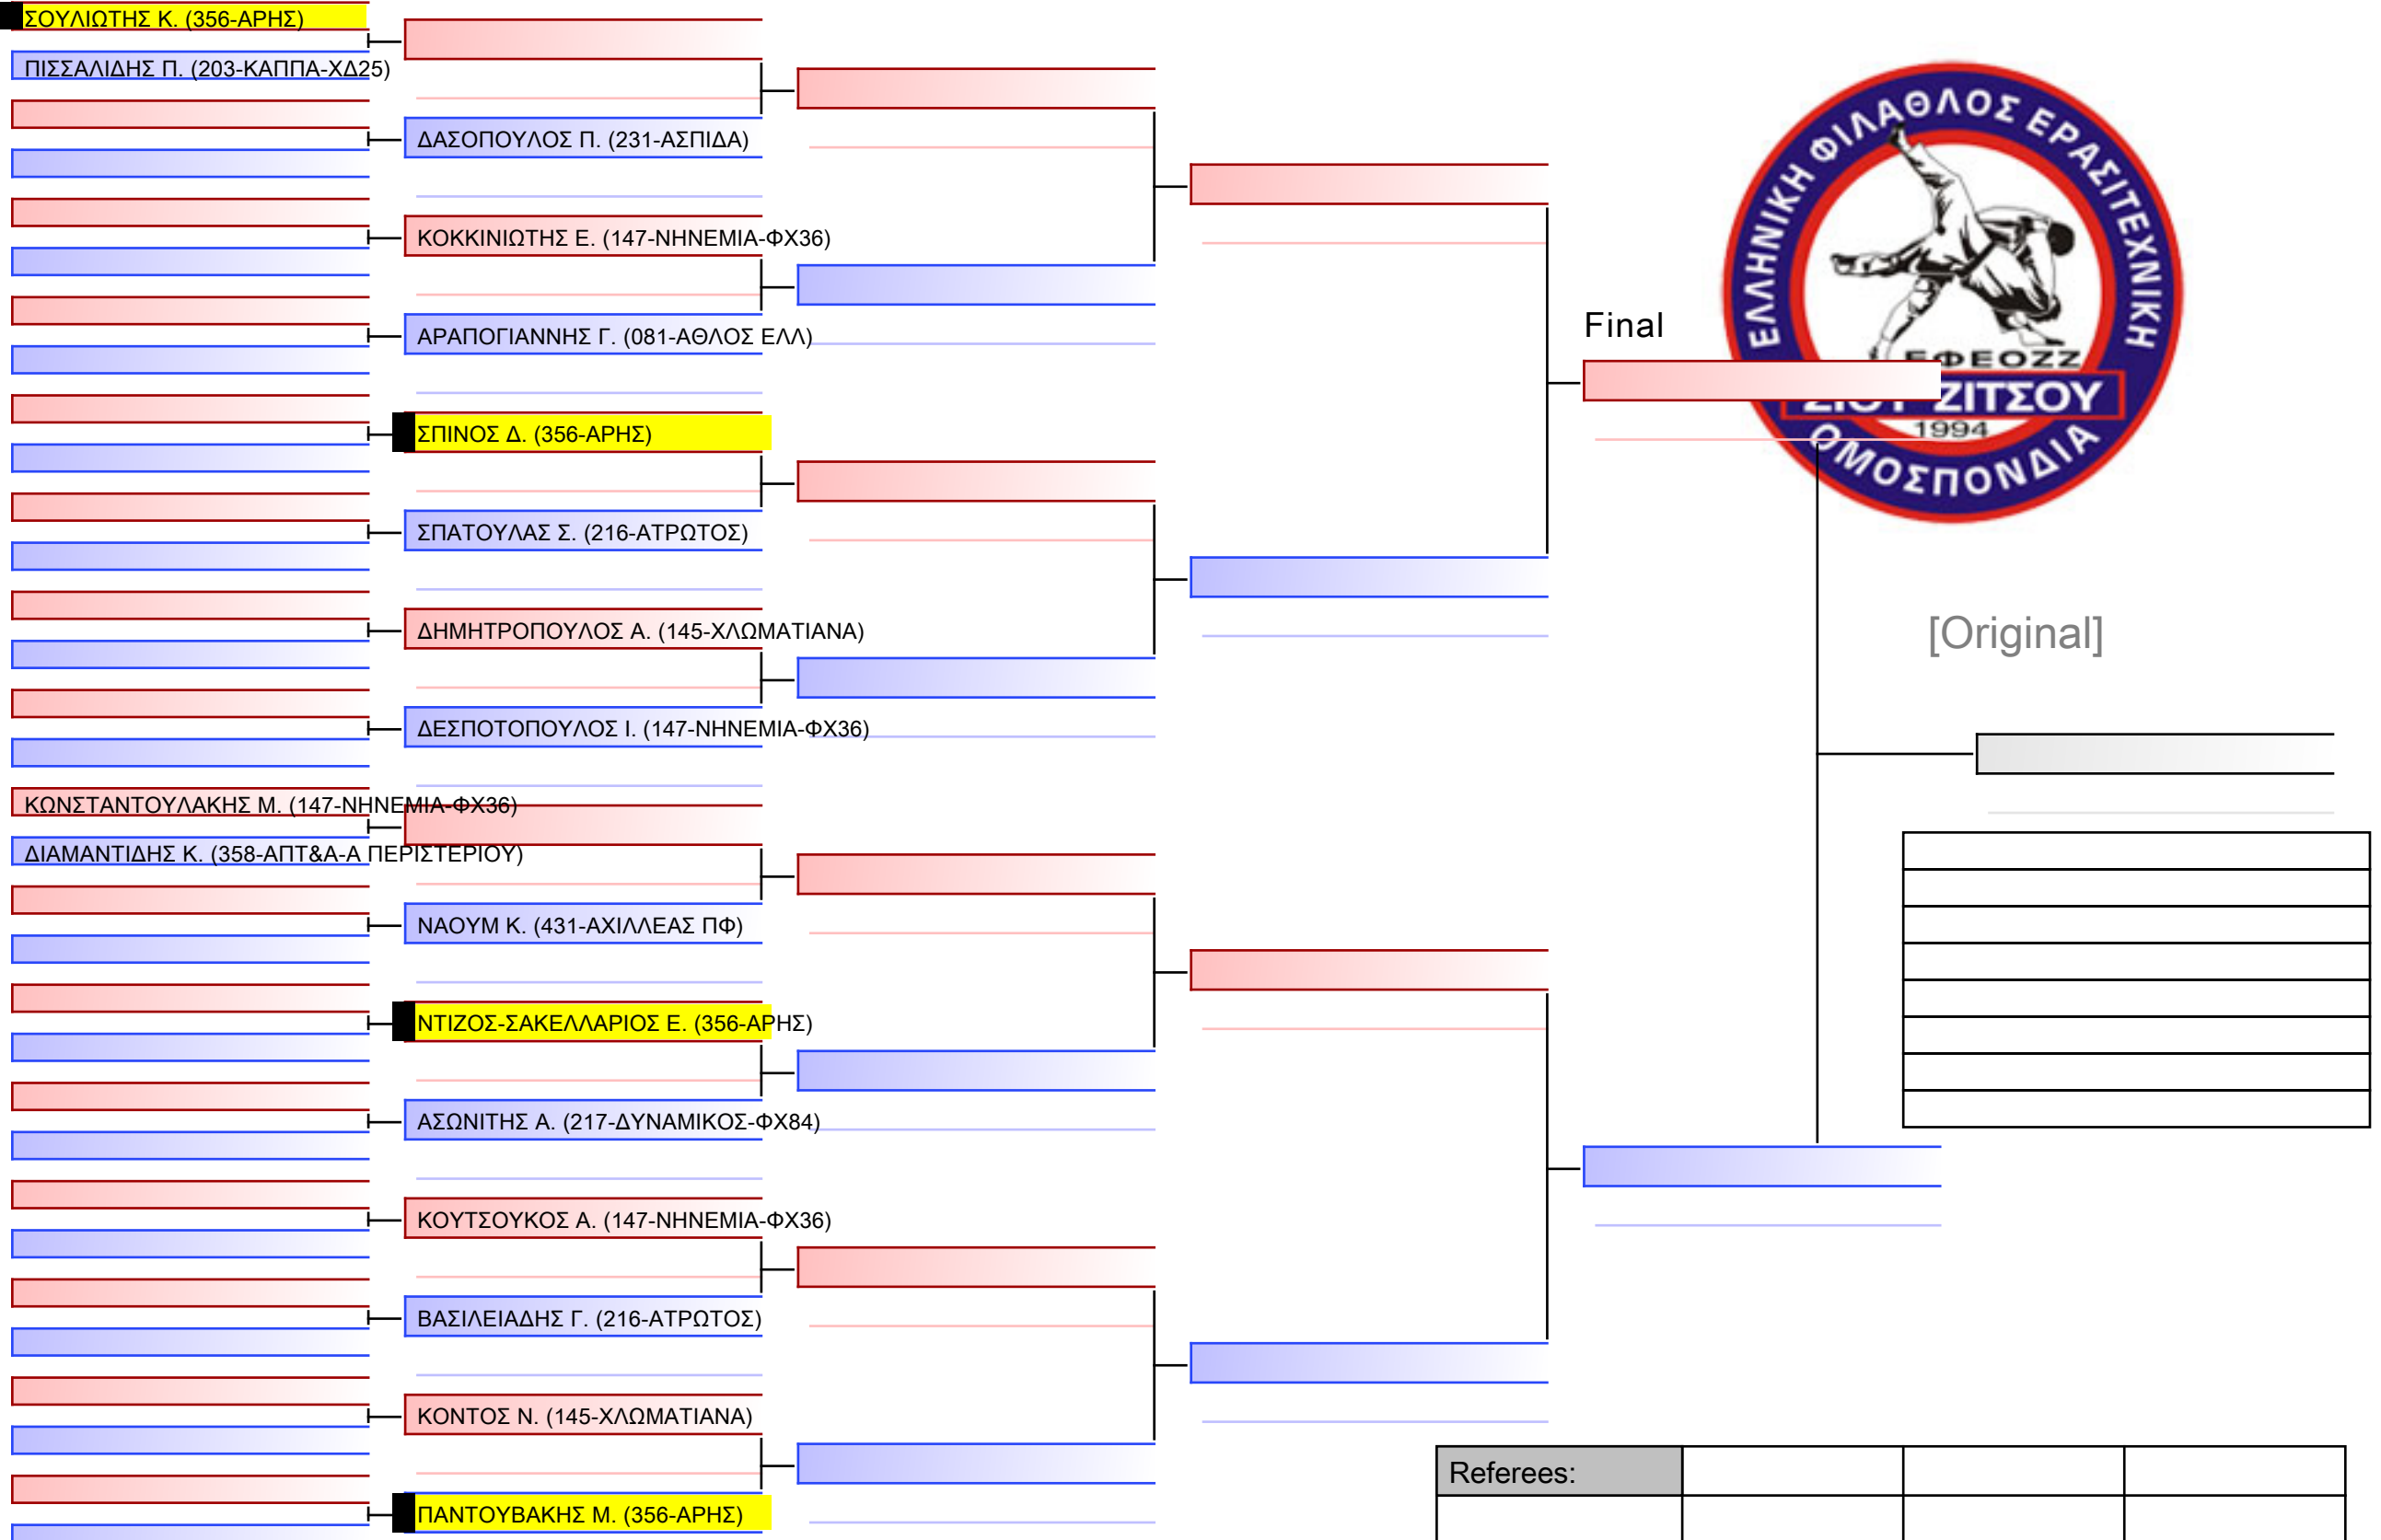 ΣΟΥΛΙΩΤΗΣ Κ. (356-ΑΡΗΣ)
ΠΙΣΣΑΛΙΔΗΣ Π. (203-ΚΑΠΠΑ-ΧΔ25)
ΔΑΣΟΠΟΥΛΟΣ Π. (231-ΑΣΠΙΔΑ)
ΚΟΚΚΙΝΙΩΤΗΣ Ε. (147-ΝΗΝΕΜΙΑ-ΦΧ36)
ΑΡΑΠΟΓΙΑΝΝΗΣ Γ. (081-ΑΘΛΟΣ ΕΛΛ)
ΣΠΙΝΟΣ Δ. (356-ΑΡΗΣ)
ΣΠΑΤΟΥΛΑΣ Σ. (216-ΑΤΡΩΤΟΣ)
ΔΗΜΗΤΡΟΠΟΥΛΟΣ Α. (145-ΧΛΩΜΑΤΙΑΝΑ)
ΔΕΣΠΟΤΟΠΟΥΛΟΣ Ι. (147-ΝΗΝΕΜΙΑ-ΦΧ36)
ΚΩΝΣΤΑΝΤΟΥΛΑΚΗΣ Μ. (147-ΝΗΝΕΜΙΑ-ΦΧ36)
ΔΙΑΜΑΝΤΙΔΗΣ Κ. (358-ΑΠΤ&Α-Α ΠΕΡΙΣΤΕΡΙΟΥ)
ΝΑΟΥΜ Κ. (431-ΑΧΙΛΛΕΑΣ ΠΦ)
ΝΤΙΖΟΣ-ΣΑΚΕΛΛΑΡΙΟΣ Ε. (356-ΑΡΗΣ)
ΑΣΩΝΙΤΗΣ Α. (217-ΔΥΝΑΜΙΚΟΣ-ΦΧ84)
ΚΟΥΤΣΟΥΚΟΣ Α. (147-ΝΗΝΕΜΙΑ-ΦΧ36)
ΒΑΣΙΛΕΙΑΔΗΣ Γ. (216-ΑΤΡΩΤΟΣ)
ΚΟΝΤΟΣ Ν. (145-ΧΛΩΜΑΤΙΑΝΑ)
ΠΑΝΤΟΥΒΑΚΗΣ Μ. (356-ΑΡΗΣ)
Final
ΕΛΛΗΝΙΚΗ ΦΙΛΑΘΛΟΣ ΕΡΑΣΙΤΕΧΝΙΚΗ
ΕΦΕΟΖΖ
ΖΙΤΣΟΥ
1994
ΟΜΟΣΠΟΝΔΙΑ
[Original]
Referees: